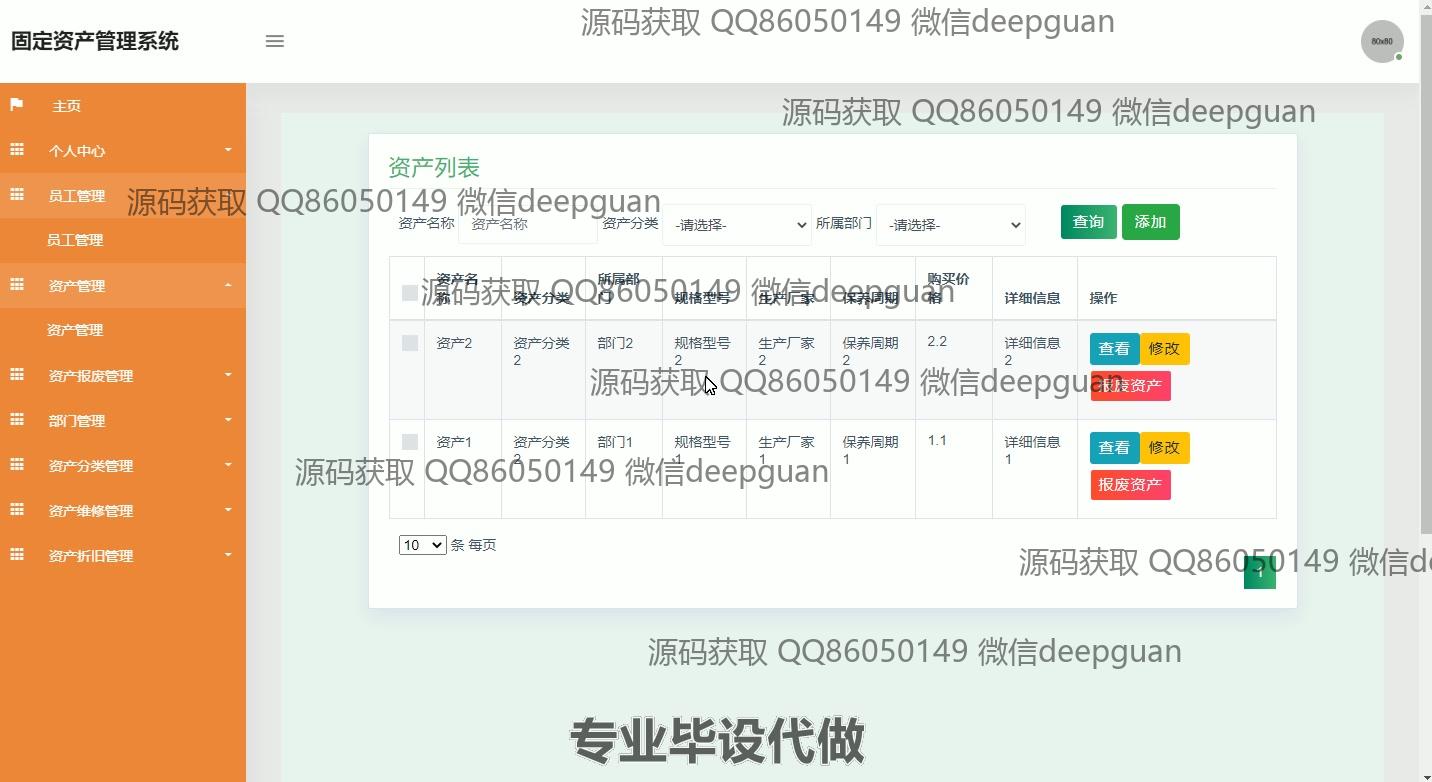 固定资产管理系统
源码获取 QQ86050149 微信deepguan
80x80
主页
源码获取 QQ86050149 微信deepguan
个人中心
资产列表
员工管理
源码获取 QQ86050149 微信deepguan
资产名称 资产名称 资产分类 -请选择- 所属部门 -请选择- 查询 添加
员工管理
资产管理
源码获取 QQ86050149 微信deepguan
资产名称 资产分类 所属部门 规格型号 生产厂家 保养周期 购买价格 详细信息 操作
资产管理
资产2 资产分类2 部门2 规格型号2 生产厂家2 保养周期2 2.2 详细信息2 查看 修改
报废资产
源码获取 QQ86050149 微信deepguan
资产报废管理
部门管理
资产1 资产分类2 部门1 规格型号1 生产厂家1 保养周期1 1.1 详细信息1 查看 修改
报废资产
资产分类管理
源码获取 QQ86050149 微信deepguan
资产维修管理
10 条 每页
资产折旧管理
源码获取 QQ86050149 微信de
1
源码获取 QQ86050149 微信deepguan
专业毕设代做